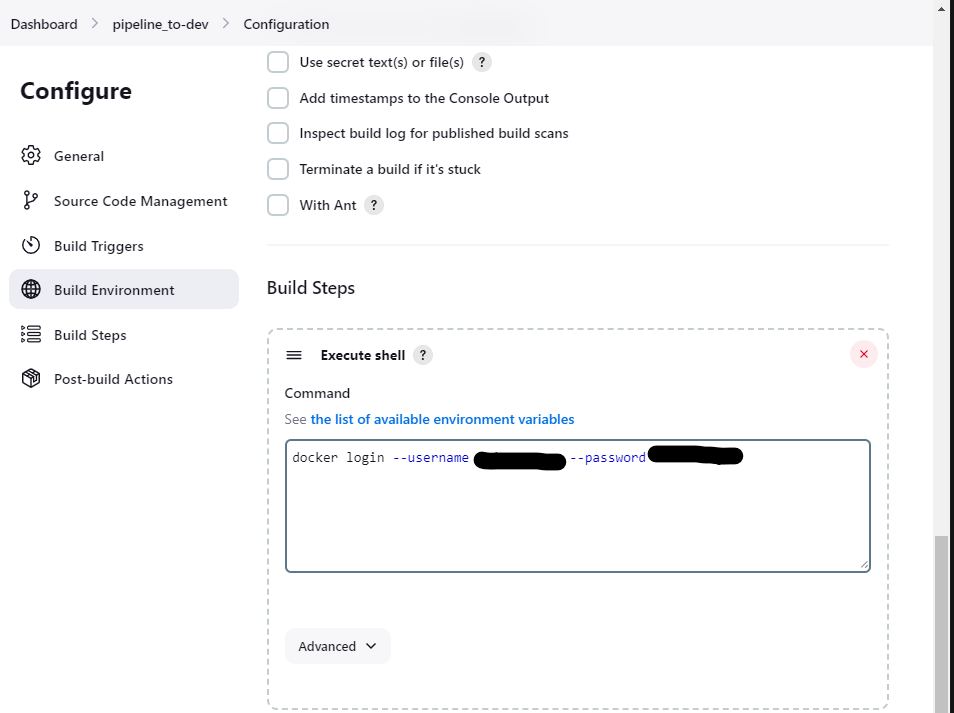 Dashboard > pipeline_to-dev > Configuration
Configure
General
Source Code Management
Build Triggers
Build Environment
Build Steps
Post-build Actions
Use secret text(s) or file(s) ?
Add timestamps to the Console Output
Inspect build log for published build scans
Terminate a build if it's stuck
With Ant ?
Build Steps
Execute shell ?
Command
See the list of available environment variables
docker login --username --password
Advanced